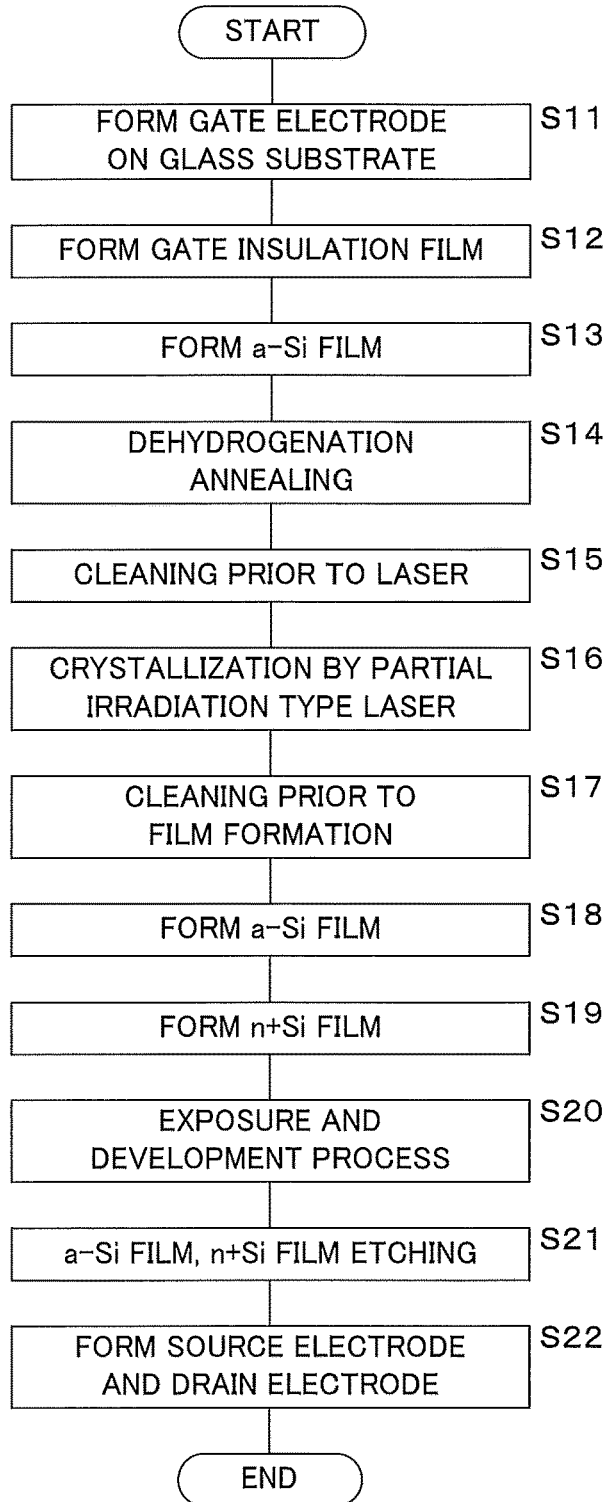 START
FORM GATE ELECTRODE
ON GLASS SUBSTRATE
S11
FORM GATE INSULATION FILM
S12
FORM a-Si FILM
S13
DEHYDROGENATION
ANNEALING
S14
CLEANING PRIOR TO LASER
S15
CRYSTALLIZATION BY PARTIAL
IRRADIATION TYPE LASER
S16
CLEANING PRIOR TO
FILM FORMATION
S17
FORM a-Si FILM
S18
FORM n+Si FILM
S19
EXPOSURE AND
DEVELOPMENT PROCESS
S20
a-Si FILM, n+Si FILM ETCHING
S21
FORM SOURCE ELECTRODE
AND DRAIN ELECTRODE
S22
END